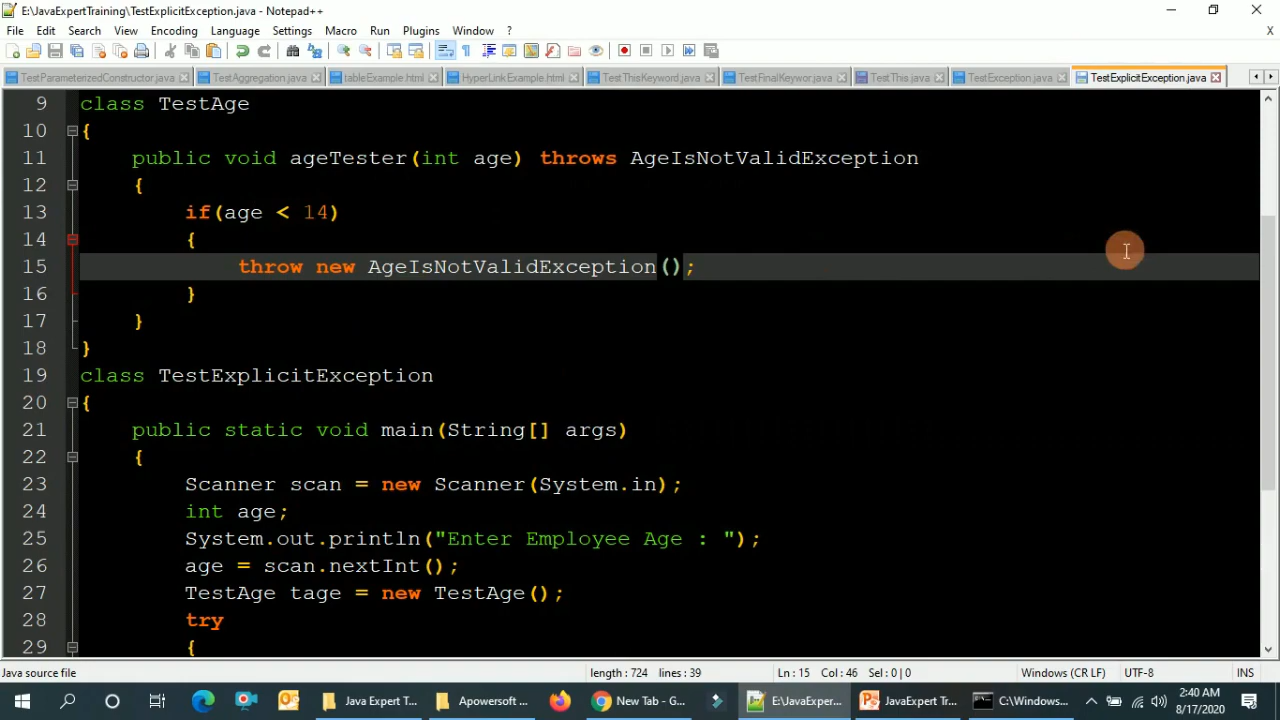 E:\JavaExpertTraining\TestExplicitException.java - Notepad++
File Edit Search View Encoding Language Settings Macro Run Plugins Window ?
TestParameterizedConstructor.java TestAggregation.java tableExample.html HyperLinkExample.html TestThisKeyword.java TestFinalKeywor.java TestThis.java TestException.java TestExplicitException.java
9 class TestAge
10 {
11 public void ageTester(int age) throws AgeIsNotValidException
12 {
13 if(age < 14)
14 {
15 throw new AgeIsNotValidException();
16 }
17 }
18 }
19 class TestExplicitException
20 {
21 public static void main(String[] args)
22 {
23 Scanner scan = new Scanner(System.in);
24 int age;
25 System.out.println("Enter Employee Age : ");
26 age = scan.nextInt();
27 TestAge tage = new TestAge();
28 try
29 {
Java source file length : 724 lines : 39 Ln : 15 Col : 46 Sel : 0 | 0 Windows (CR LF) UTF-8 INS
Java Expert T... Apowersoft ... New Tab - G... E:\JavaExper... JavaExpert Tr... C:\Windows... 2:40 AM
8/17/2020